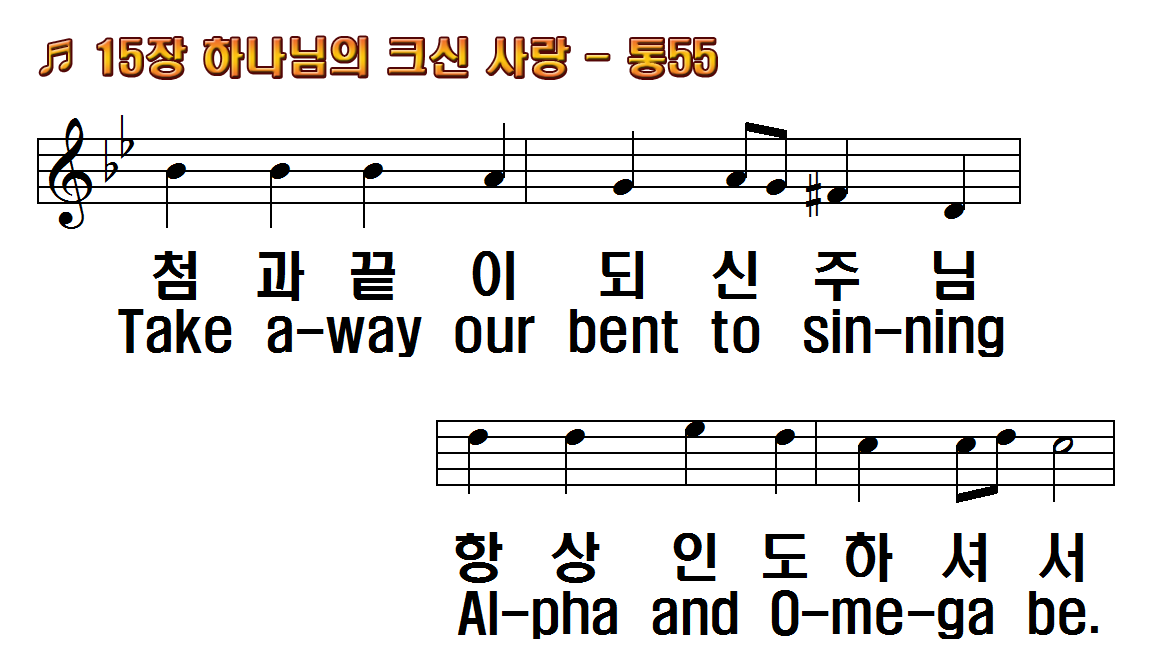 ♬ 15장 하나님의 크신 사랑 - 통55
첨 과 끝 이 되 신 주 님
Take a-way our bent to sin-ning
항 상 인 도 하 셔 서
Al-pha and O-me-ga be.